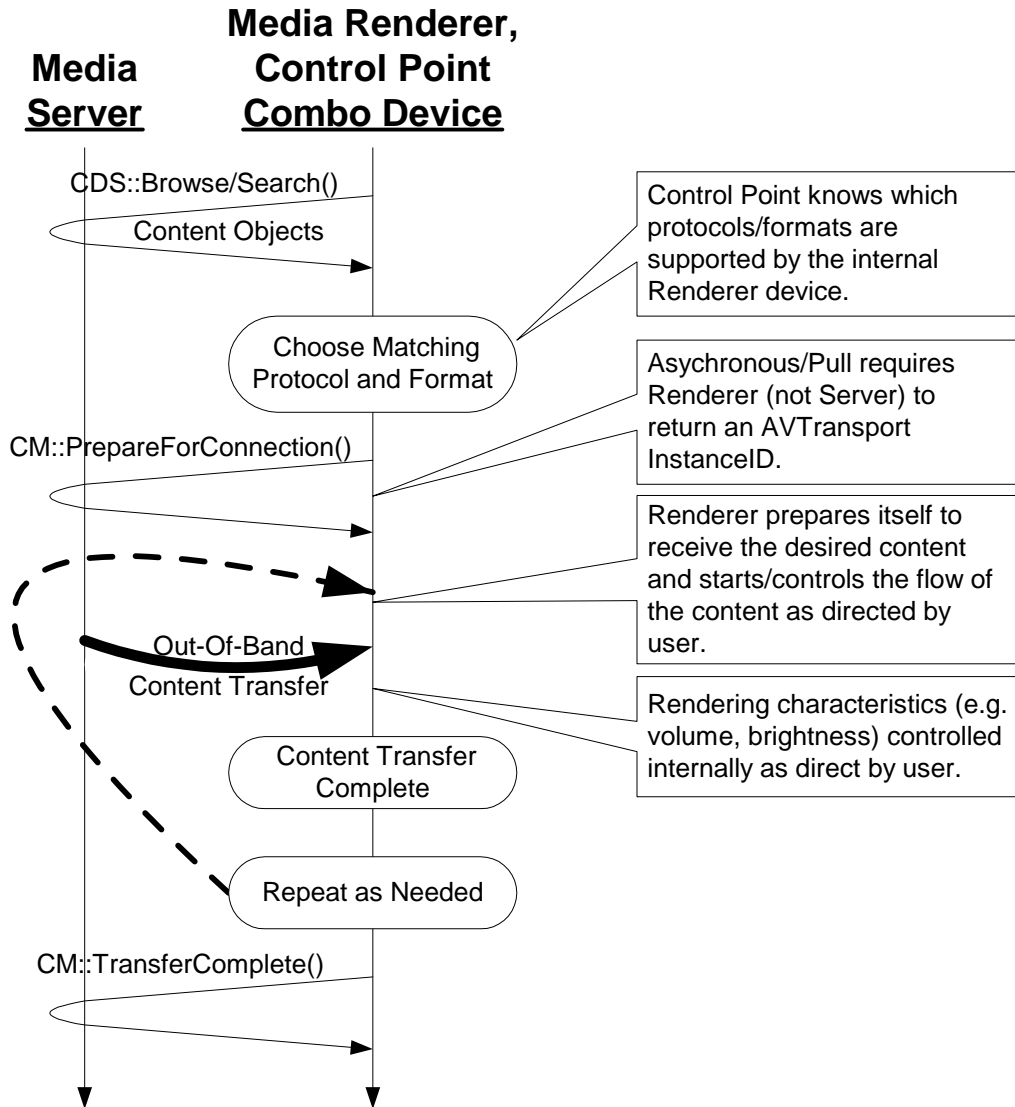 Media
Server
Media Renderer,
Control Point
Combo Device
CDS::Browse/Search()
Content Objects
Control Point knows which
protocols/formats are
supported by the internal
Renderer device.
Choose Matching
Protocol and Format
Asychronous/Pull requires
Renderer (not Server) to
return an AVTransport
InstanceID.
CM::PrepareForConnection()
Renderer prepares itself to
receive the desired content
and starts/controls the flow of
the content as directed by
user.
Out-Of-Band
Content Transfer
Rendering characteristics (e.g.
volume, brightness) controlled
internally as direct by user.
Content Transfer
Complete
Repeat as Needed
CM::TransferComplete()